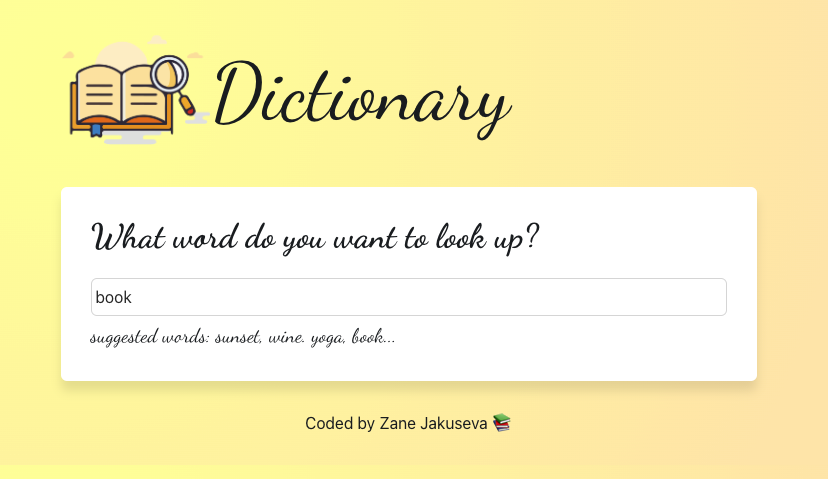 Dictionary
What word do you want to look up?
book
suggested words: sunset, wine. yoga, book...
Coded by Zane Jakuseva 📚